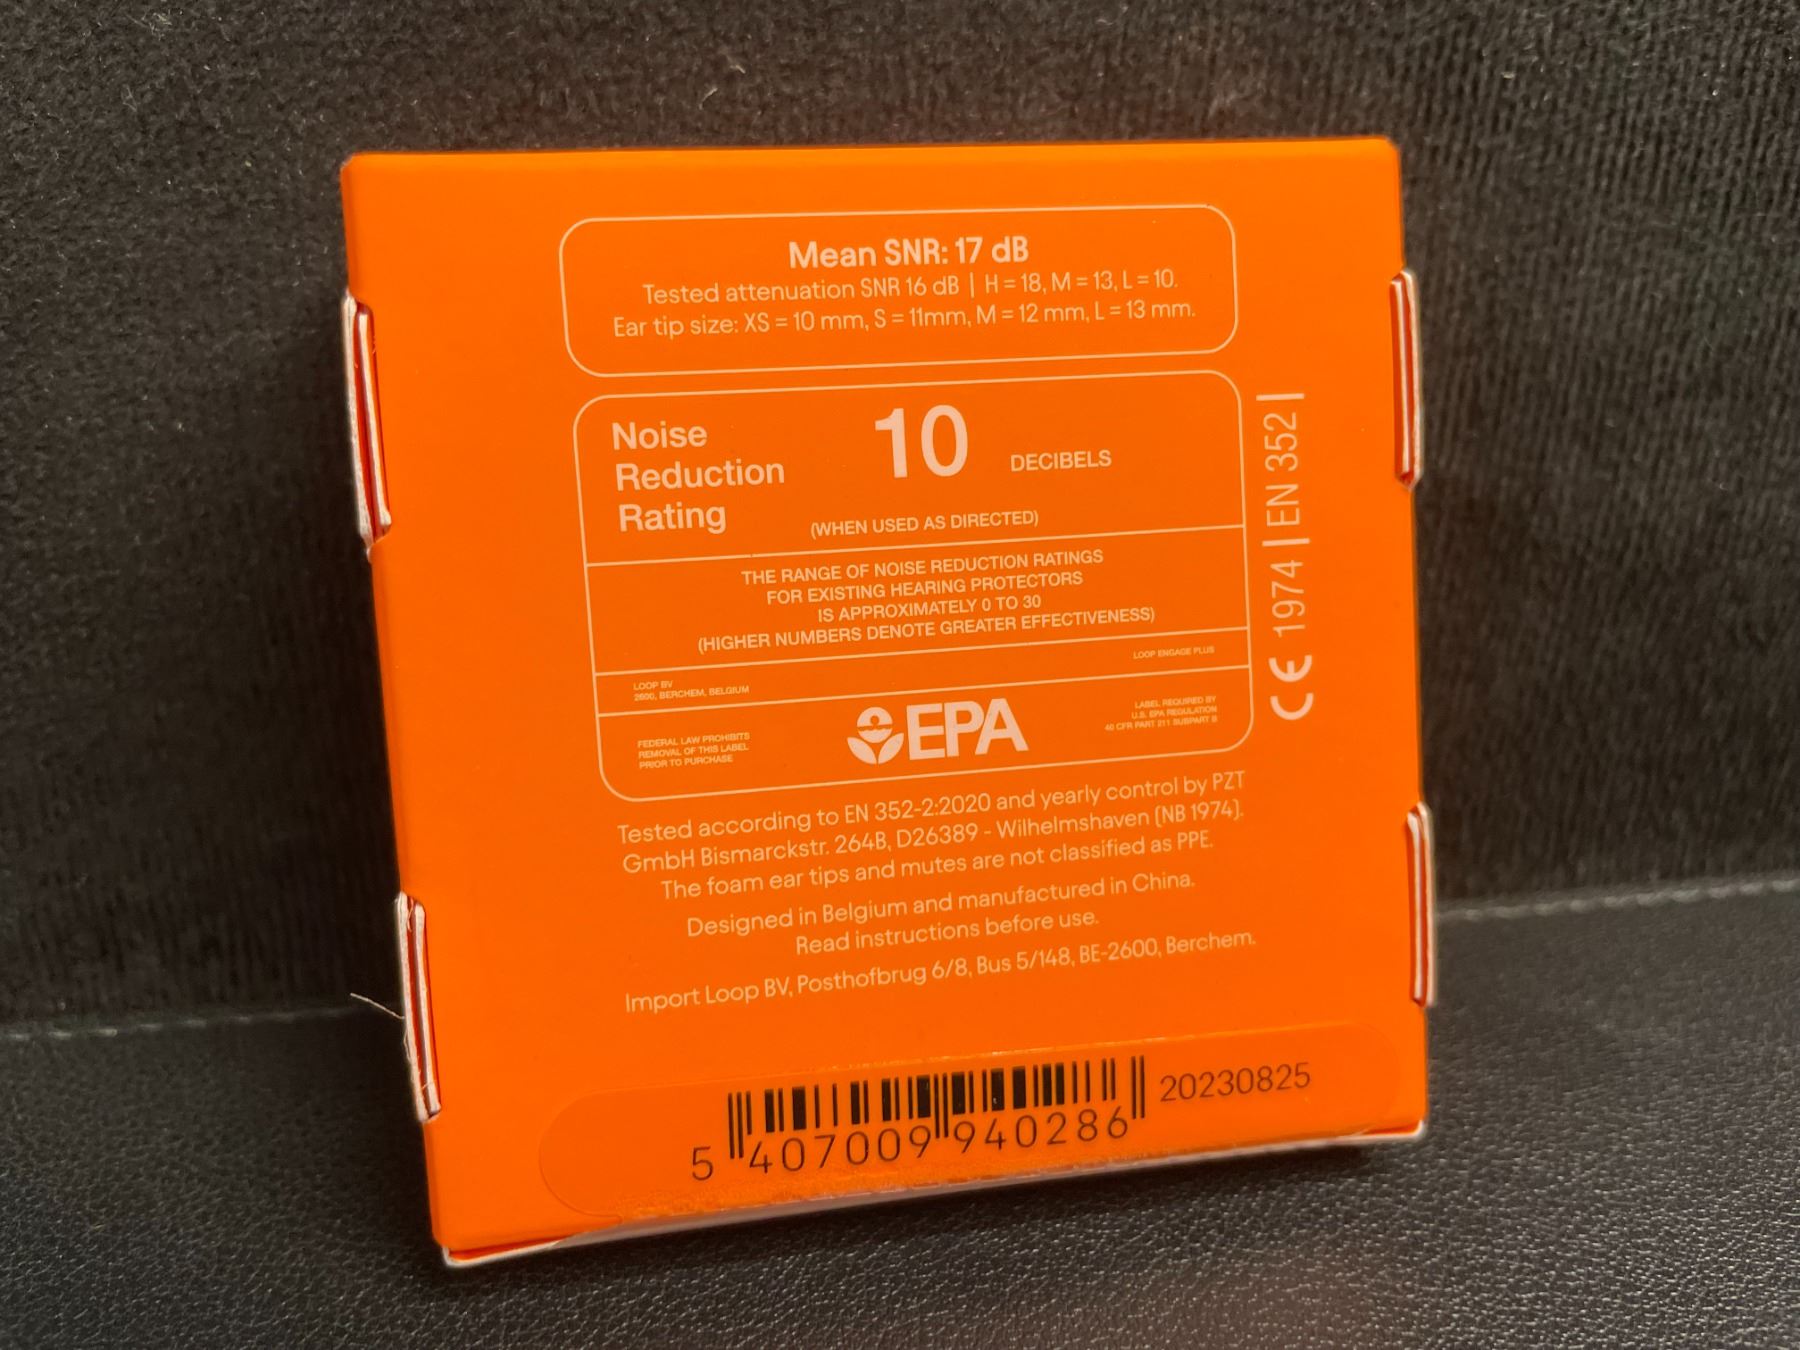 Mean SNR: 17 dB
Tested attenuation SNR 16 dB | H = 18, M = 13, L = 10.
Ear tip size: XS = 10 mm, S = 11mm, M = 12 mm, L = 13 mm.
Noise
Reduction
Rating
10
DECIBELS
(WHEN USED AS DIRECTED)
THE RANGE OF NOISE REDUCTION RATINGS
FOR EXISTING HEARING PROTECTORS
IS APPROXIMATELY 0 TO 30
(HIGHER NUMBERS DENOTE GREATER EFFECTIVENESS)
LOOP BV
2600, BERCHEM, BELGIUM
LOOP ENGAGE PLUS
FEDERAL LAW PROHIBITS
REMOVAL OF THIS LABEL
PRIOR TO PURCHASE
EPA
LABEL REQUIRED BY
U.S. EPA REGULATION
40 CFR PART 211 SUBPART B
CE 1974 | EN 352 |
Tested according to EN 352-2:2020 and yearly control by PZT
GmbH Bismarckstr. 264B, D26389 - Wilhelmshaven (NB 1974).
The foam ear tips and mutes are not classified as PPE.
Designed in Belgium and manufactured in China.
Read instructions before use.
Import Loop BV, Posthofbrug 6/8, Bus 5/148, BE-2600, Berchem.
20230825
5 407009 940286